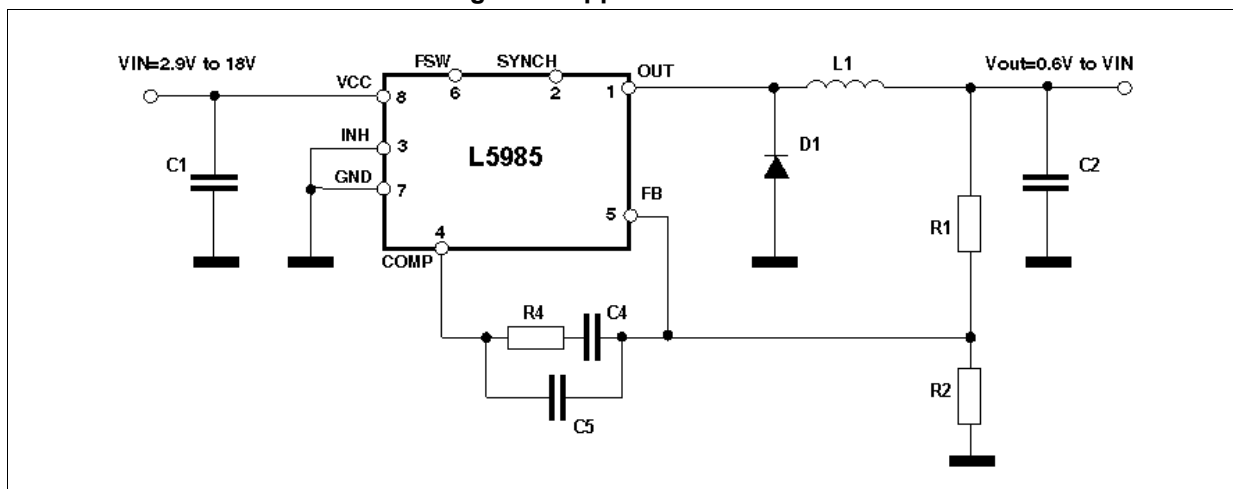 VIN=2.9V to 18V
FSW
SYNCH
VCC
OUT
L1
Vout=0.6V to VIN
8
6
2
1
INH
3
L5985
D1
C1
GND
7
FB
5
C2
R1
4
COMP
R4
C4
R2
C5